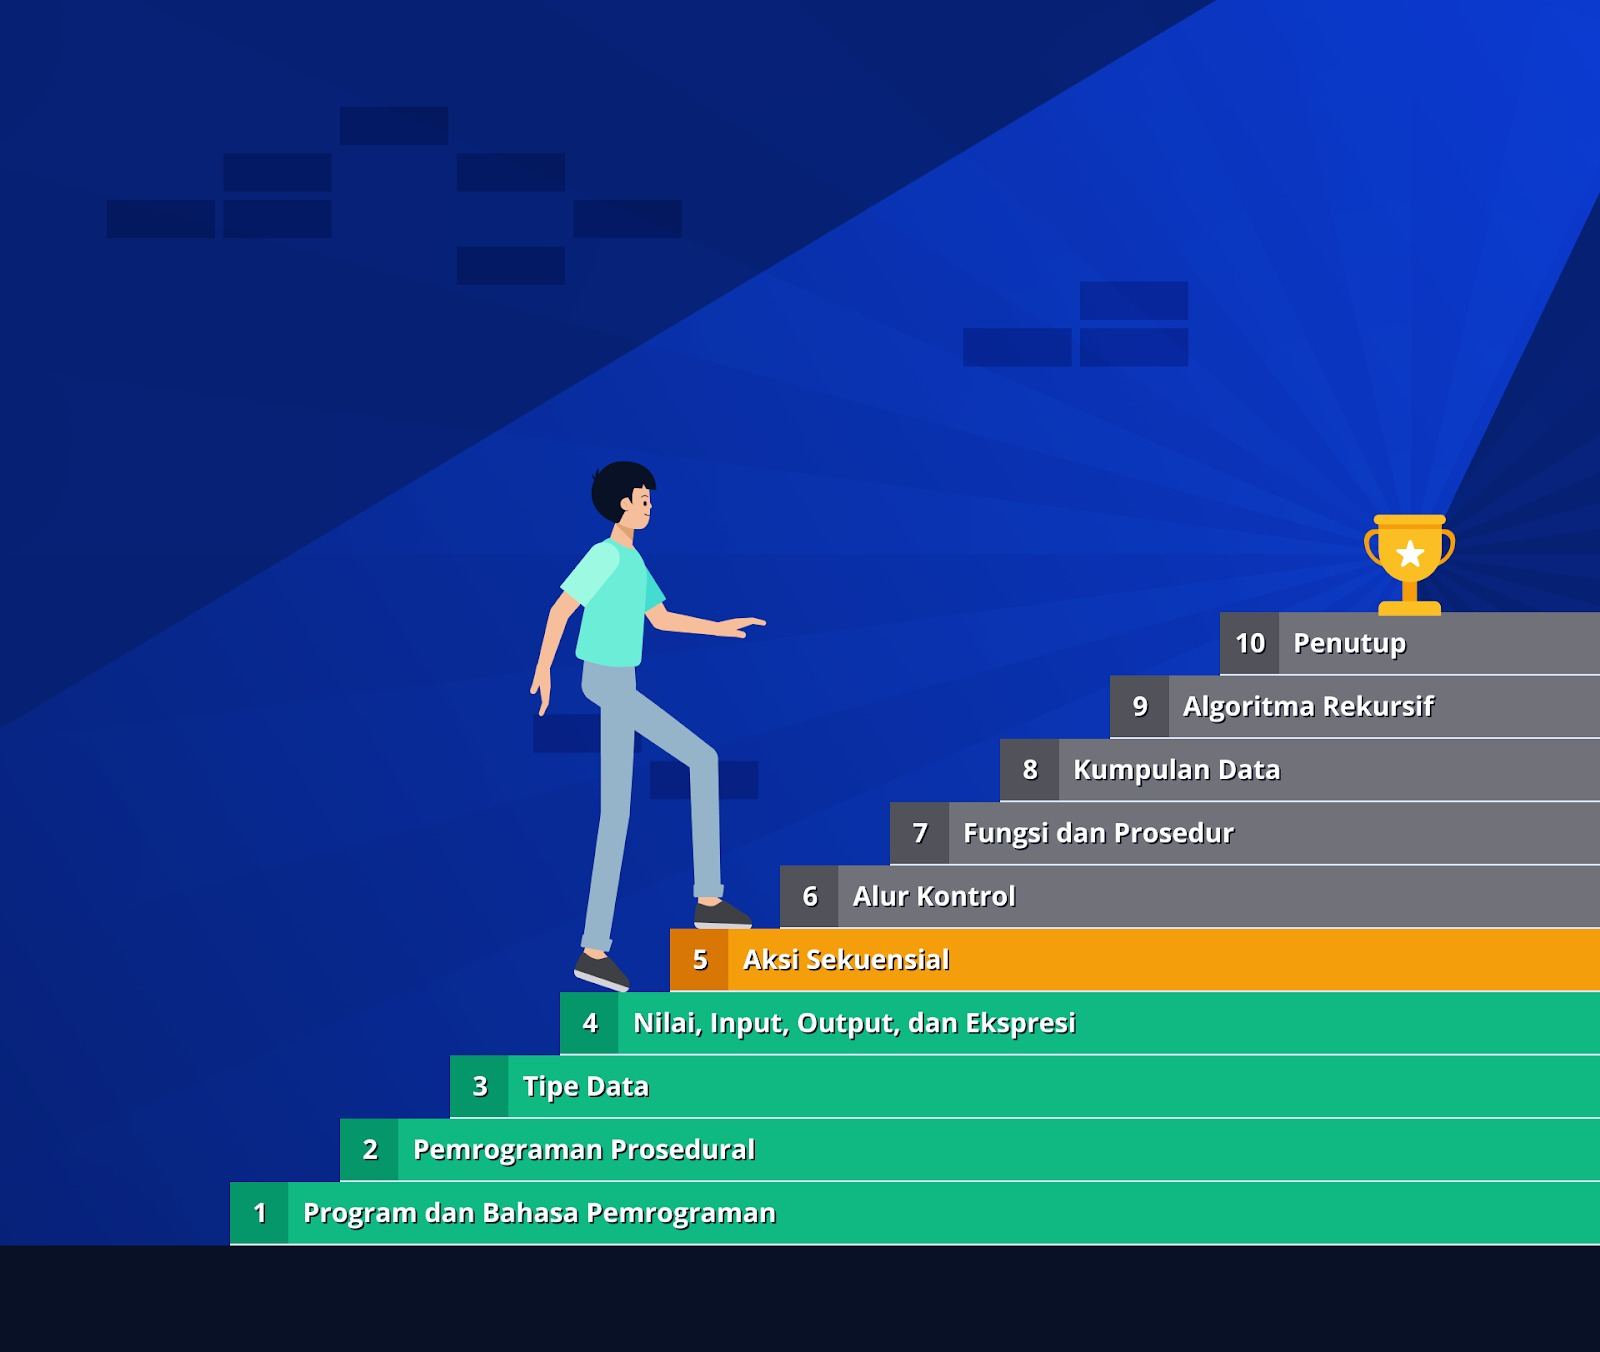 10 Penutup
9 Algoritma Rekursif
8 Kumpulan Data
7 Fungsi dan Prosedur
6 Alur Kontrol
5 Aksi Sekuensial
4 Nilai, Input, Output, dan Ekspresi
3 Tipe Data
2 Pemrograman Prosedural
1 Program dan Bahasa Pemrograman